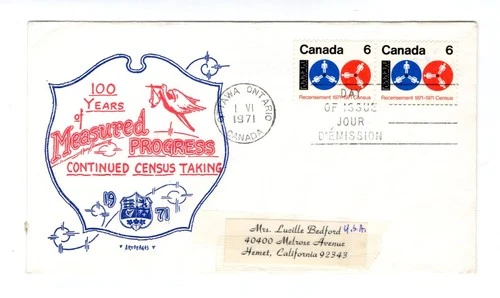 100
YEARS
of
Measured
PROGRESS
CONTINUED CENSUS TAKING
19 71
OTTAWA ONTARIO
1 VI
1971
CANADA
Canada 6
Recensement 1871-1971 Census
Canada 6
Recensement 1871-1971 Census
DAY
OF ISSUE
JOUR
D'ÉMISSION
Mrs. Lucille Bedford U.S.A.
40400 Melrose Avenue
Hemet, California 92343